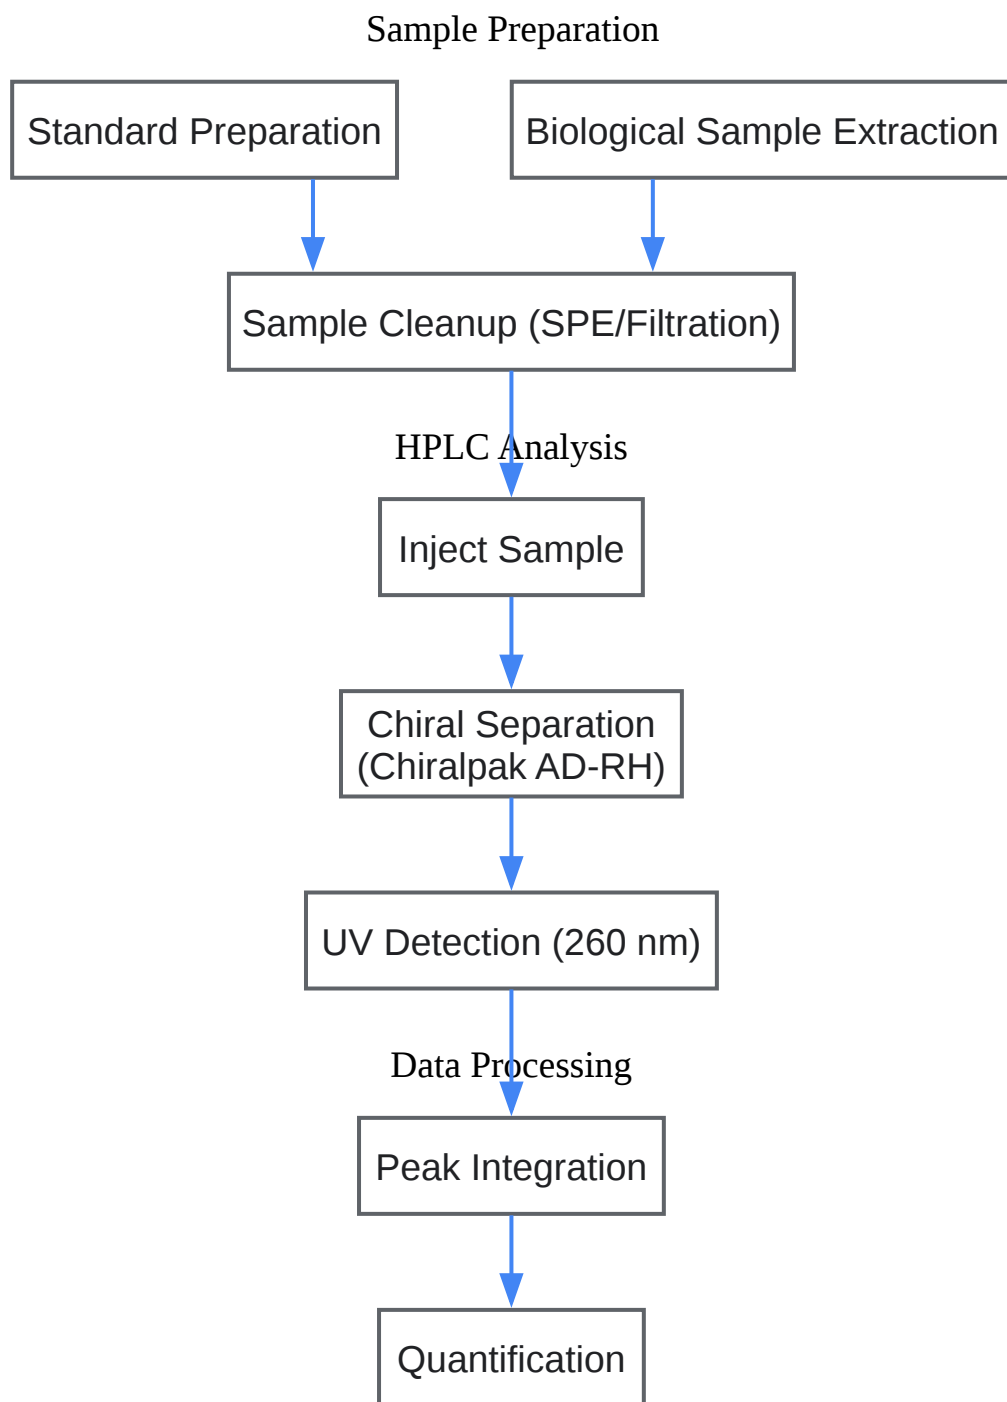 Sample Preparation
Standard Preparation
Biological Sample Extraction
Sample Cleanup (SPE/Filtration)
HPLC Analysis
Inject Sample
Chiral Separation
(Chiralpak AD-RH)
UV Detection (260 nm)
Data Processing
Peak Integration
Quantification